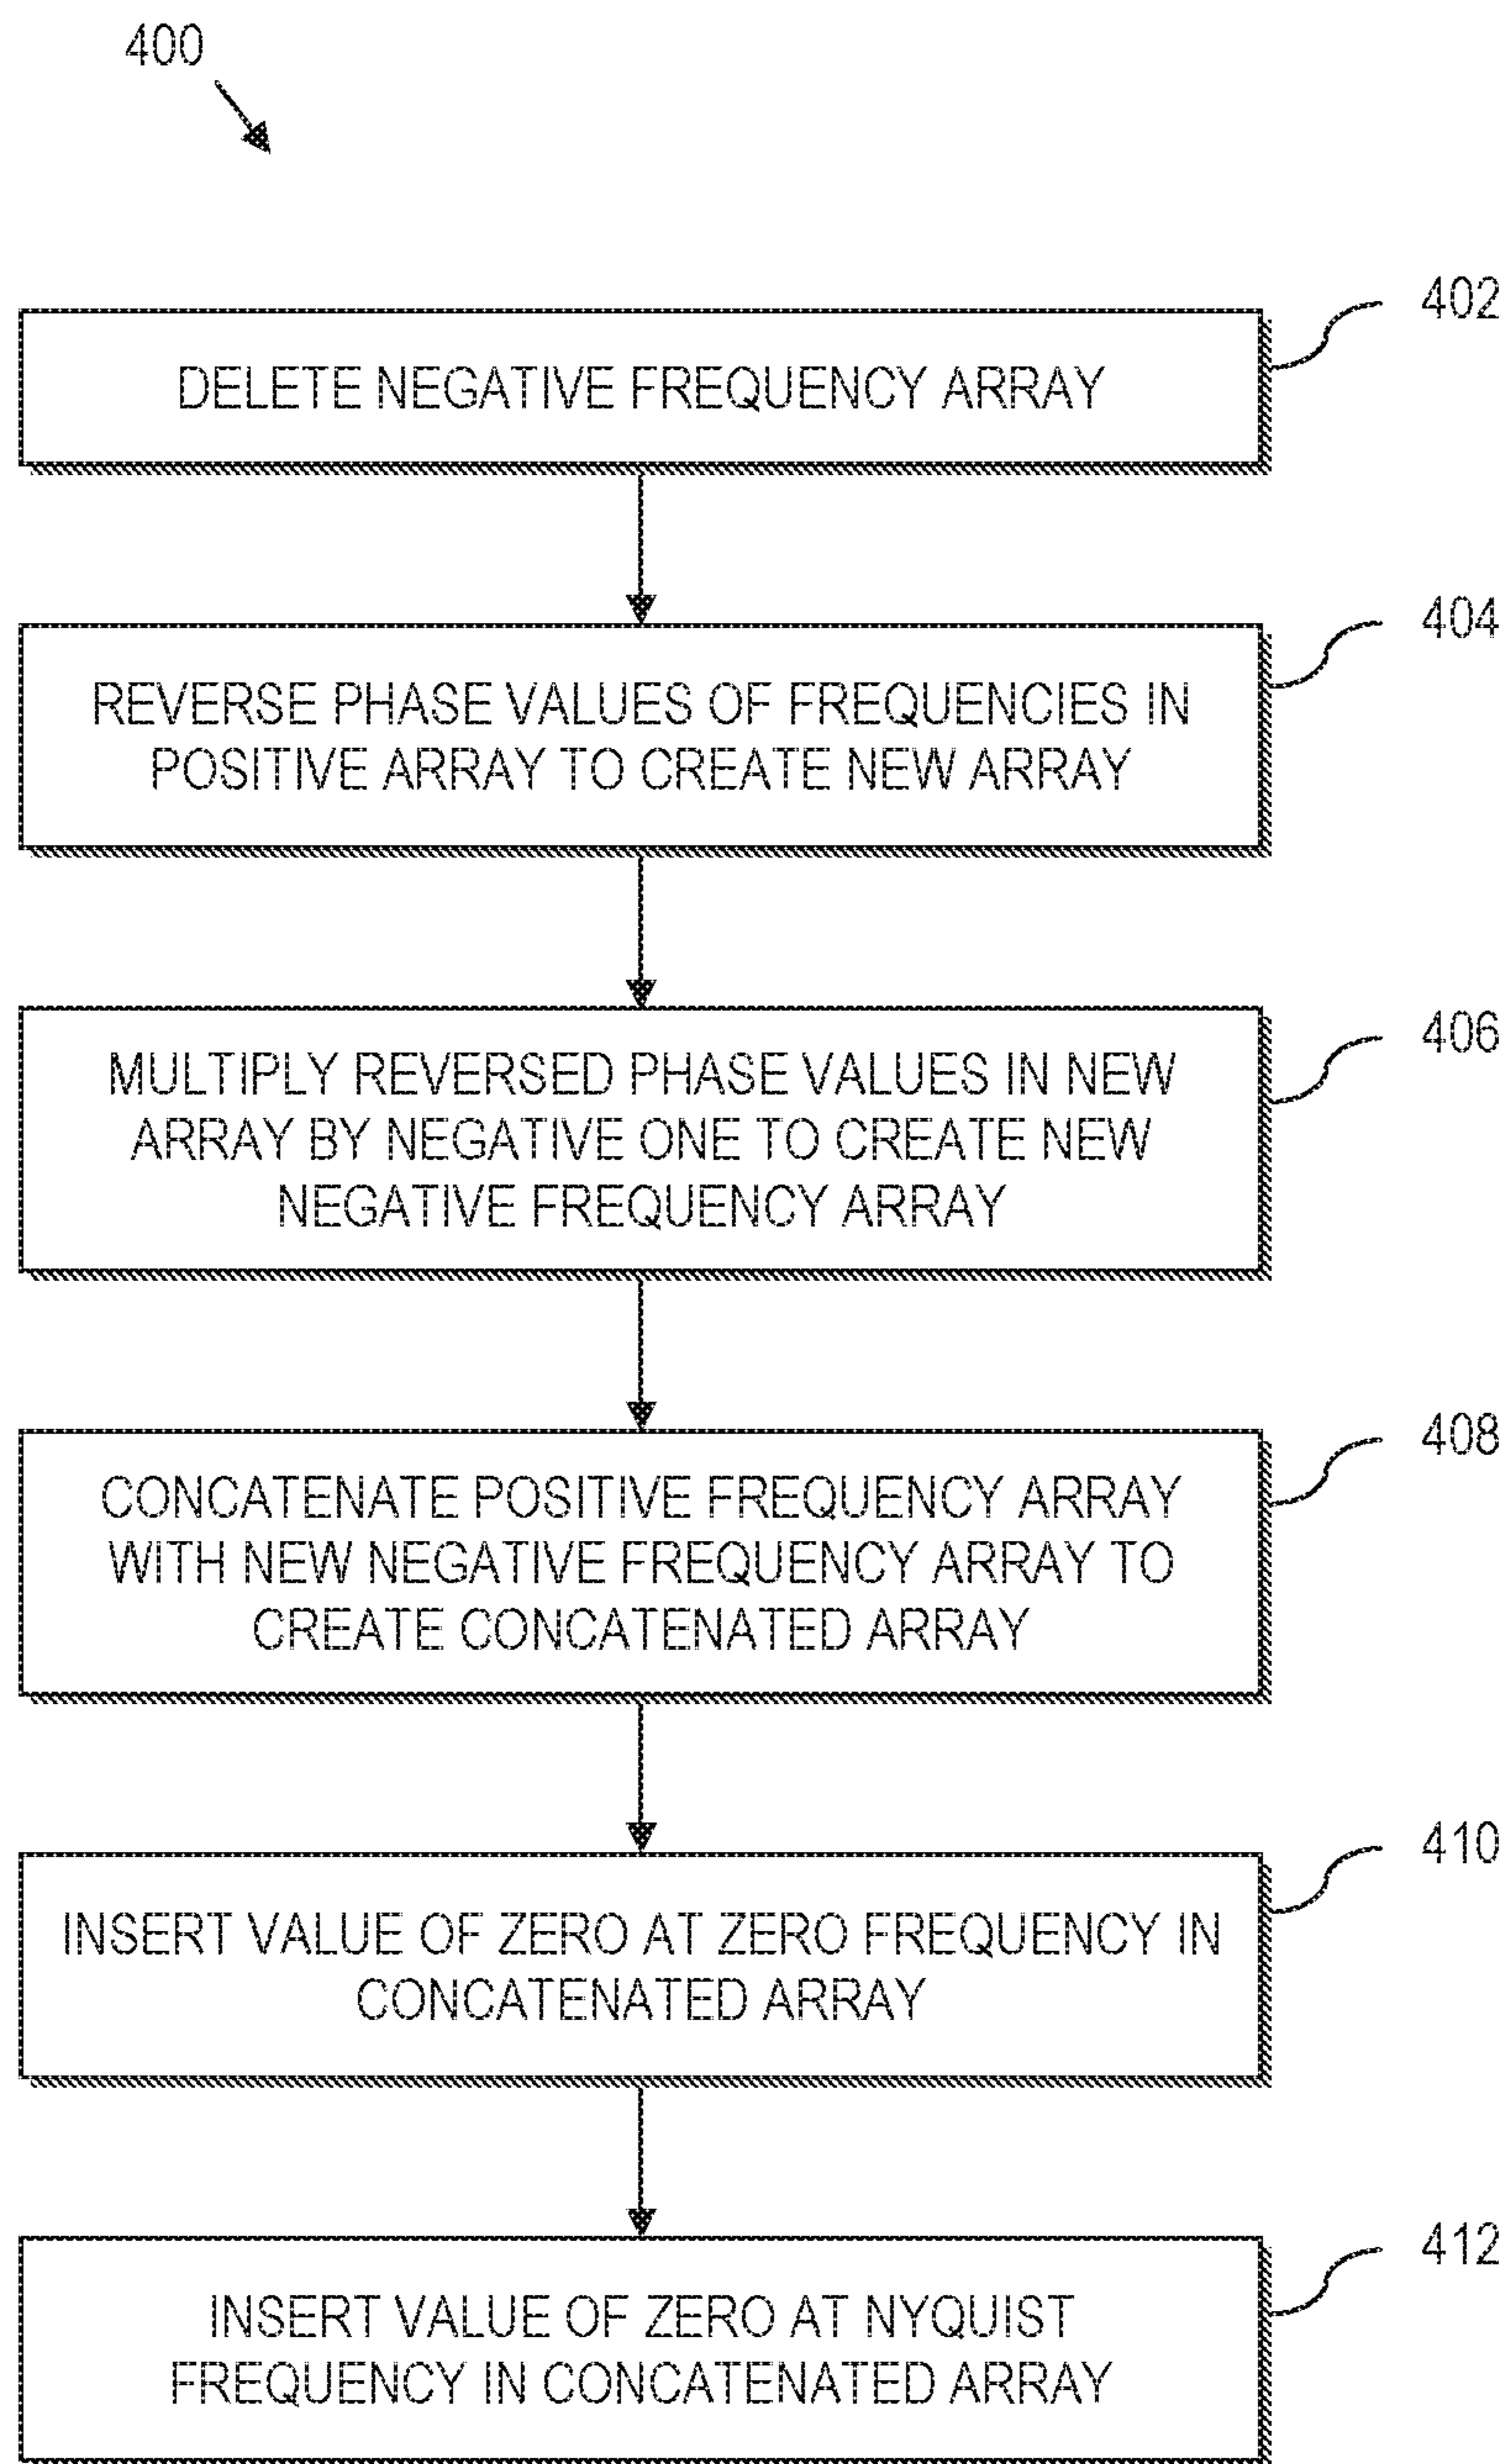 400
402
DELETE NEGATIVE FREQUENCY ARRAY
404
REVERSE PHASE VALUES OF FREQUENCIES IN
POSITIVE ARRAY TO CREATE NEW ARRAY
406
MULTIPLY REVERSED PHASE VALUES IN NEW
ARRAY BY NEGATIVE ONE TO CREATE NEW
NEGATIVE FREQUENCY ARRAY
408
CONCATENATE POSITIVE FREQUENCY ARRAY
WITH NEW NEGATIVE FREQUENCY ARRAY TO
CREATE CONCATENATED ARRAY
410
INSERT VALUE OF ZERO AT ZERO FREQUENCY IN
CONCATENATED ARRAY
412
INSERT VALUE OF ZERO AT NYQUIST
FREQUENCY IN CONCATENATED ARRAY